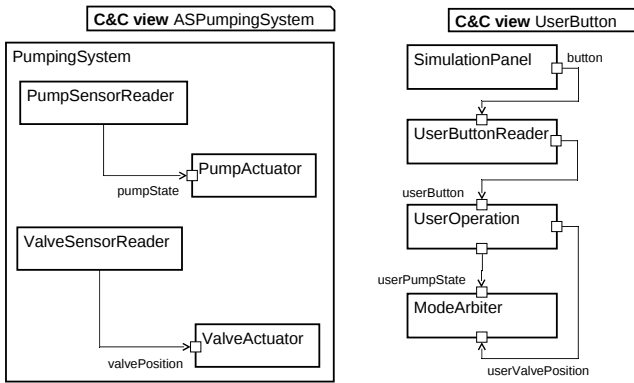 C&C view ASPumpingSystem
PumpingSystem
PumpSensorReader
PumpActuator
pumpState
ValveSensorReader
ValveActuator
valvePosition
C&C view UserButton
SimulationPanel
button
UserButtonReader
userButton
UserOperation
userPumpState
ModeArbiter
userValvePosition